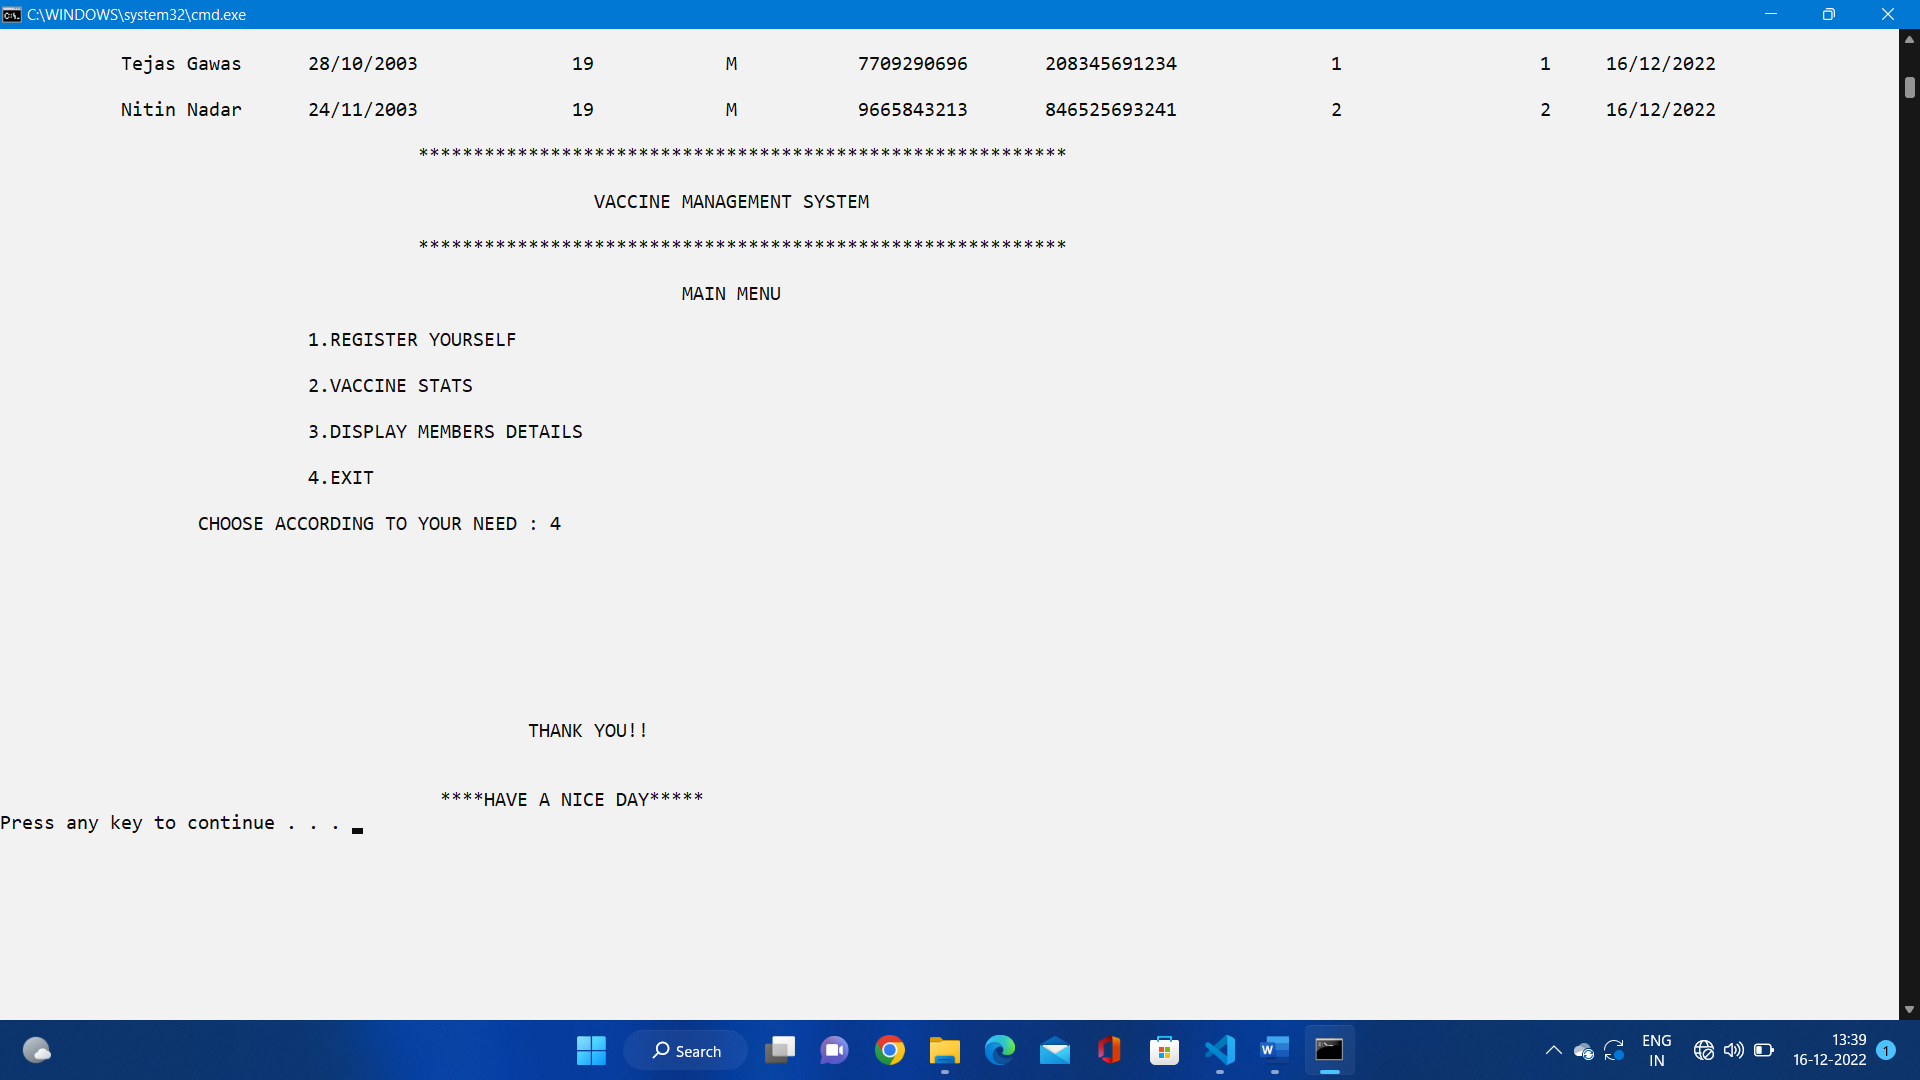 C:\WINDOWS\system32\cmd.exe
Tejas Gawas 28/10/2003 19 M 7709290696 208345691234 1 1 16/12/2022
Nitin Nadar 24/11/2003 19 M 9665843213 846525693241 2 2 16/12/2022
***********************************************************
VACCINE MANAGEMENT SYSTEM
***********************************************************
MAIN MENU
1.REGISTER YOURSELF
2.VACCINE STATS
3.DISPLAY MEMBERS DETAILS
4.EXIT
CHOOSE ACCORDING TO YOUR NEED : 4
THANK YOU!!
****HAVE A NICE DAY*****
Press any key to continue . . .
Search
ENG
IN
13:39
16-12-2022
1